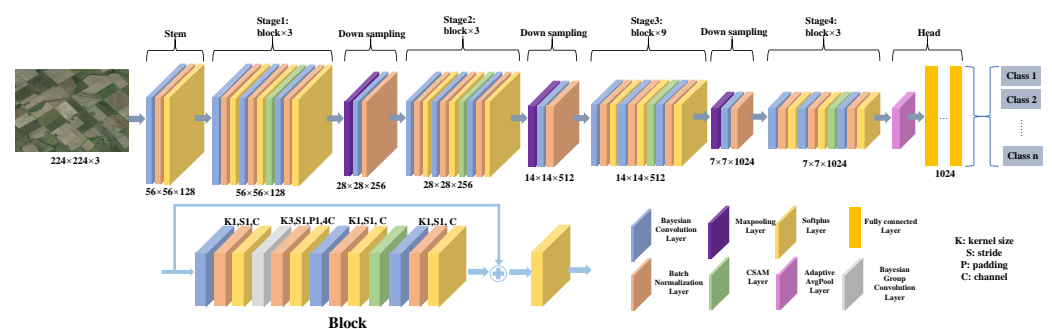 Stem
Stage1:
block×3
Down sampling
Stage2:
block×3
Down sampling
Stage3:
block×9
Down sampling
Stage4:
block×3
Head
Class 1
Class 2
Class n
224×224×3
56×56×128
56×56×128
28×28×256
28×28×256
14×14×512
14×14×512
7×7×1024
7×7×1024
1024
K1,S1,C
K3,S1,P1,4C
K1,S1, C
K1,S1, C
Block
Bayesian
Convolution
Layer
Maxpooling
Layer
Softplus
Layer
Fully connected
Layer
Batch
Normalization
Layer
CSAM
Layer
Adaptive
AvgPool
Layer
Bayesian
Group
Convolution
Layer
K: kernel size
S: stride
P: padding
C: channel